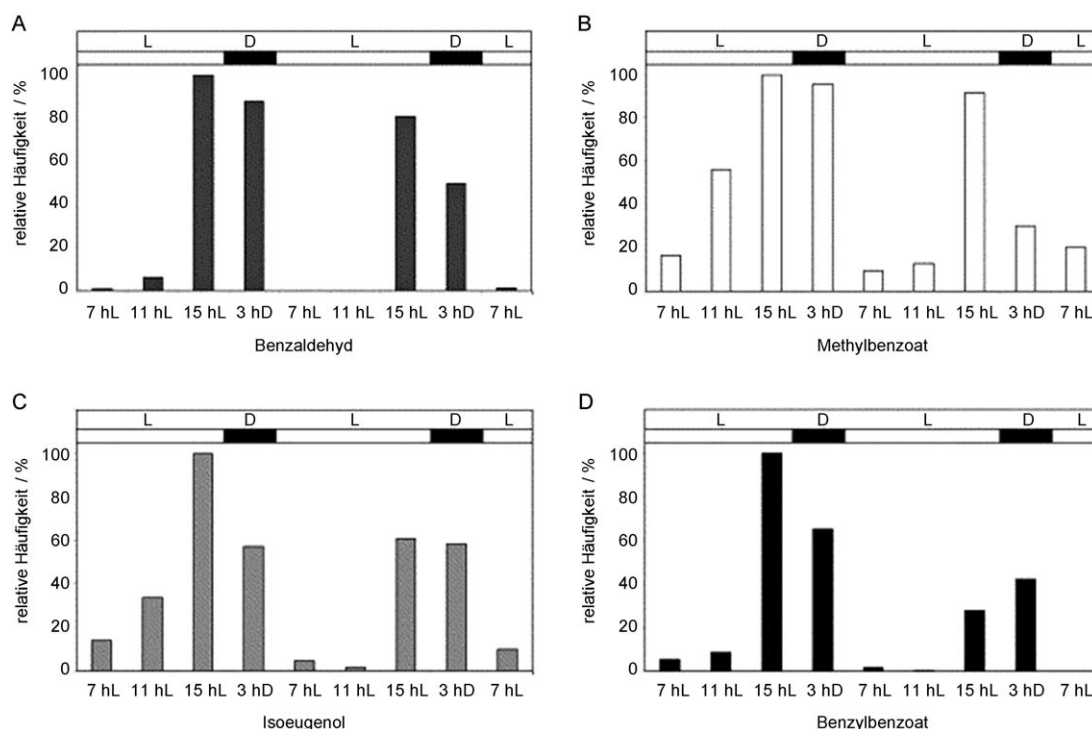 A
L D L D L
relative Häufigkeit / %
100
80
60
40
20
0
7 hL 11 hL 15 hL 3 hD 7 hL 11 hL 15 hL 3 hD 7 hL
Benzaldehyd
B
L D L D L
relative Häufigkeit / %
100
80
60
40
20
0
7 hL 11 hL 15 hL 3 hD 7 hL 11 hL 15 hL 3 hD 7 hL
Methylbenzoat
C
L D L D L
relative Häufigkeit / %
100
80
60
40
20
0
7 hL 11 hL 15 hL 3 hD 7 hL 11 hL 15 hL 3 hD 7 hL
Isoeugenol
D
L D L D L
relative Häufigkeit / %
100
80
60
40
20
0
7 hL 11 hL 15 hL 3 hD 7 hL 11 hL 15 hL 3 hD 7 hL
Benzylbenzoat